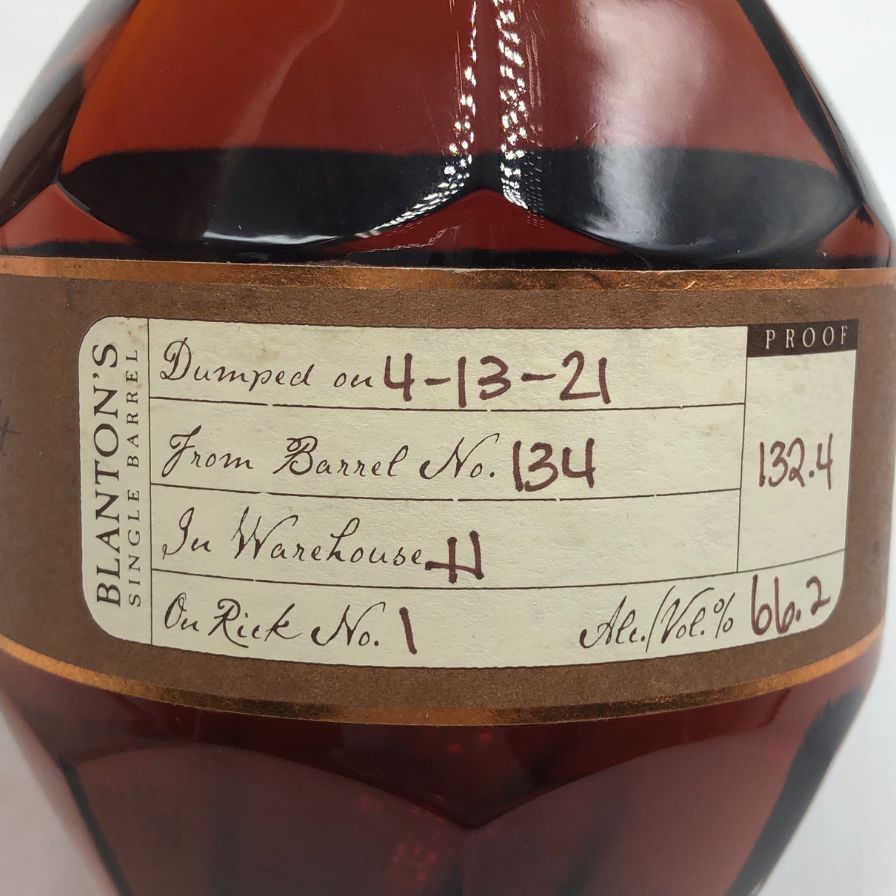 BLANTON'S
SINGLE BARREL
Dumped on 4-13-21
From Barrel No. 134
In Warehouse H
On Rick No. 1
PROOF
132.4
Alc./Vol.% 66.2